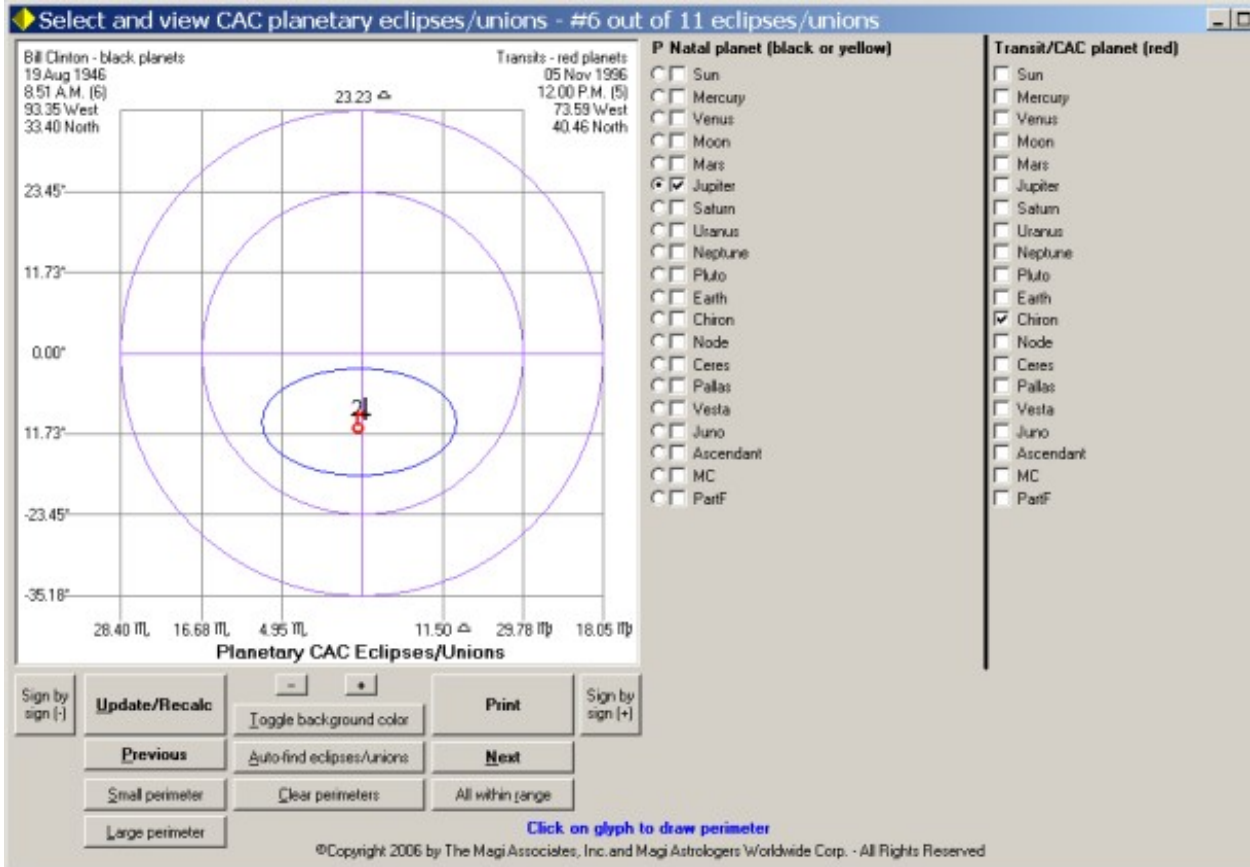 Select and view CAC planetary eclipses/unions - #6 out of 11 eclipses/unions
Bill Clinton - black planets
19 Aug 1946
8.51 A.M. (6)
93.35 West
33.40 North
Transits - red planets
05 Nov 1996
12.00 P.M. (5)
73.59 West
40.46 North
23.23 ♎
23.45°
11.73°
0.00°
11.73°
-23.45°
-35.18°
28.40 ♏ 16.68 ♏ 4.95 ♏ 11.50 ♎ 29.78 ♍ 18.05 ♍
Planetary CAC Eclipses/Unions
P Natal planet (black or yellow)
Sun
Mercury
Venus
Moon
Mars
Jupiter
Saturn
Uranus
Neptune
Pluto
Earth
Chiron
Node
Ceres
Pallas
Vesta
Juno
Ascendant
MC
PartF
Transit/CAC planet (red)
Sun
Mercury
Venus
Moon
Mars
Jupiter
Saturn
Uranus
Neptune
Pluto
Earth
Chiron
Node
Ceres
Pallas
Vesta
Juno
Ascendant
MC
PartF
Sign by
sign (-)
Update/Recalc
- +
Toggle background color
Print
Sign by
sign (+)
Previous
Auto-find eclipses/unions
Next
Small perimeter
Clear perimeters
All within range
Large perimeter
Click on glyph to draw perimeter
©Copyright 2006 by The Magi Associates, Inc.and Magi Astrologers Worldwide Corp. - All Rights Reserved